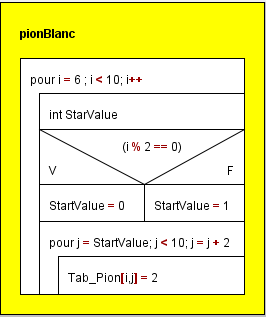 pionBlanc
pour i = 6 ; i < 10; i++
int StarValue
(i % 2 == 0)
V F
StartValue = 0 StartValue = 1
pour j = StartValue; j < 10; j = j + 2
Tab_Pion[i,j] = 2